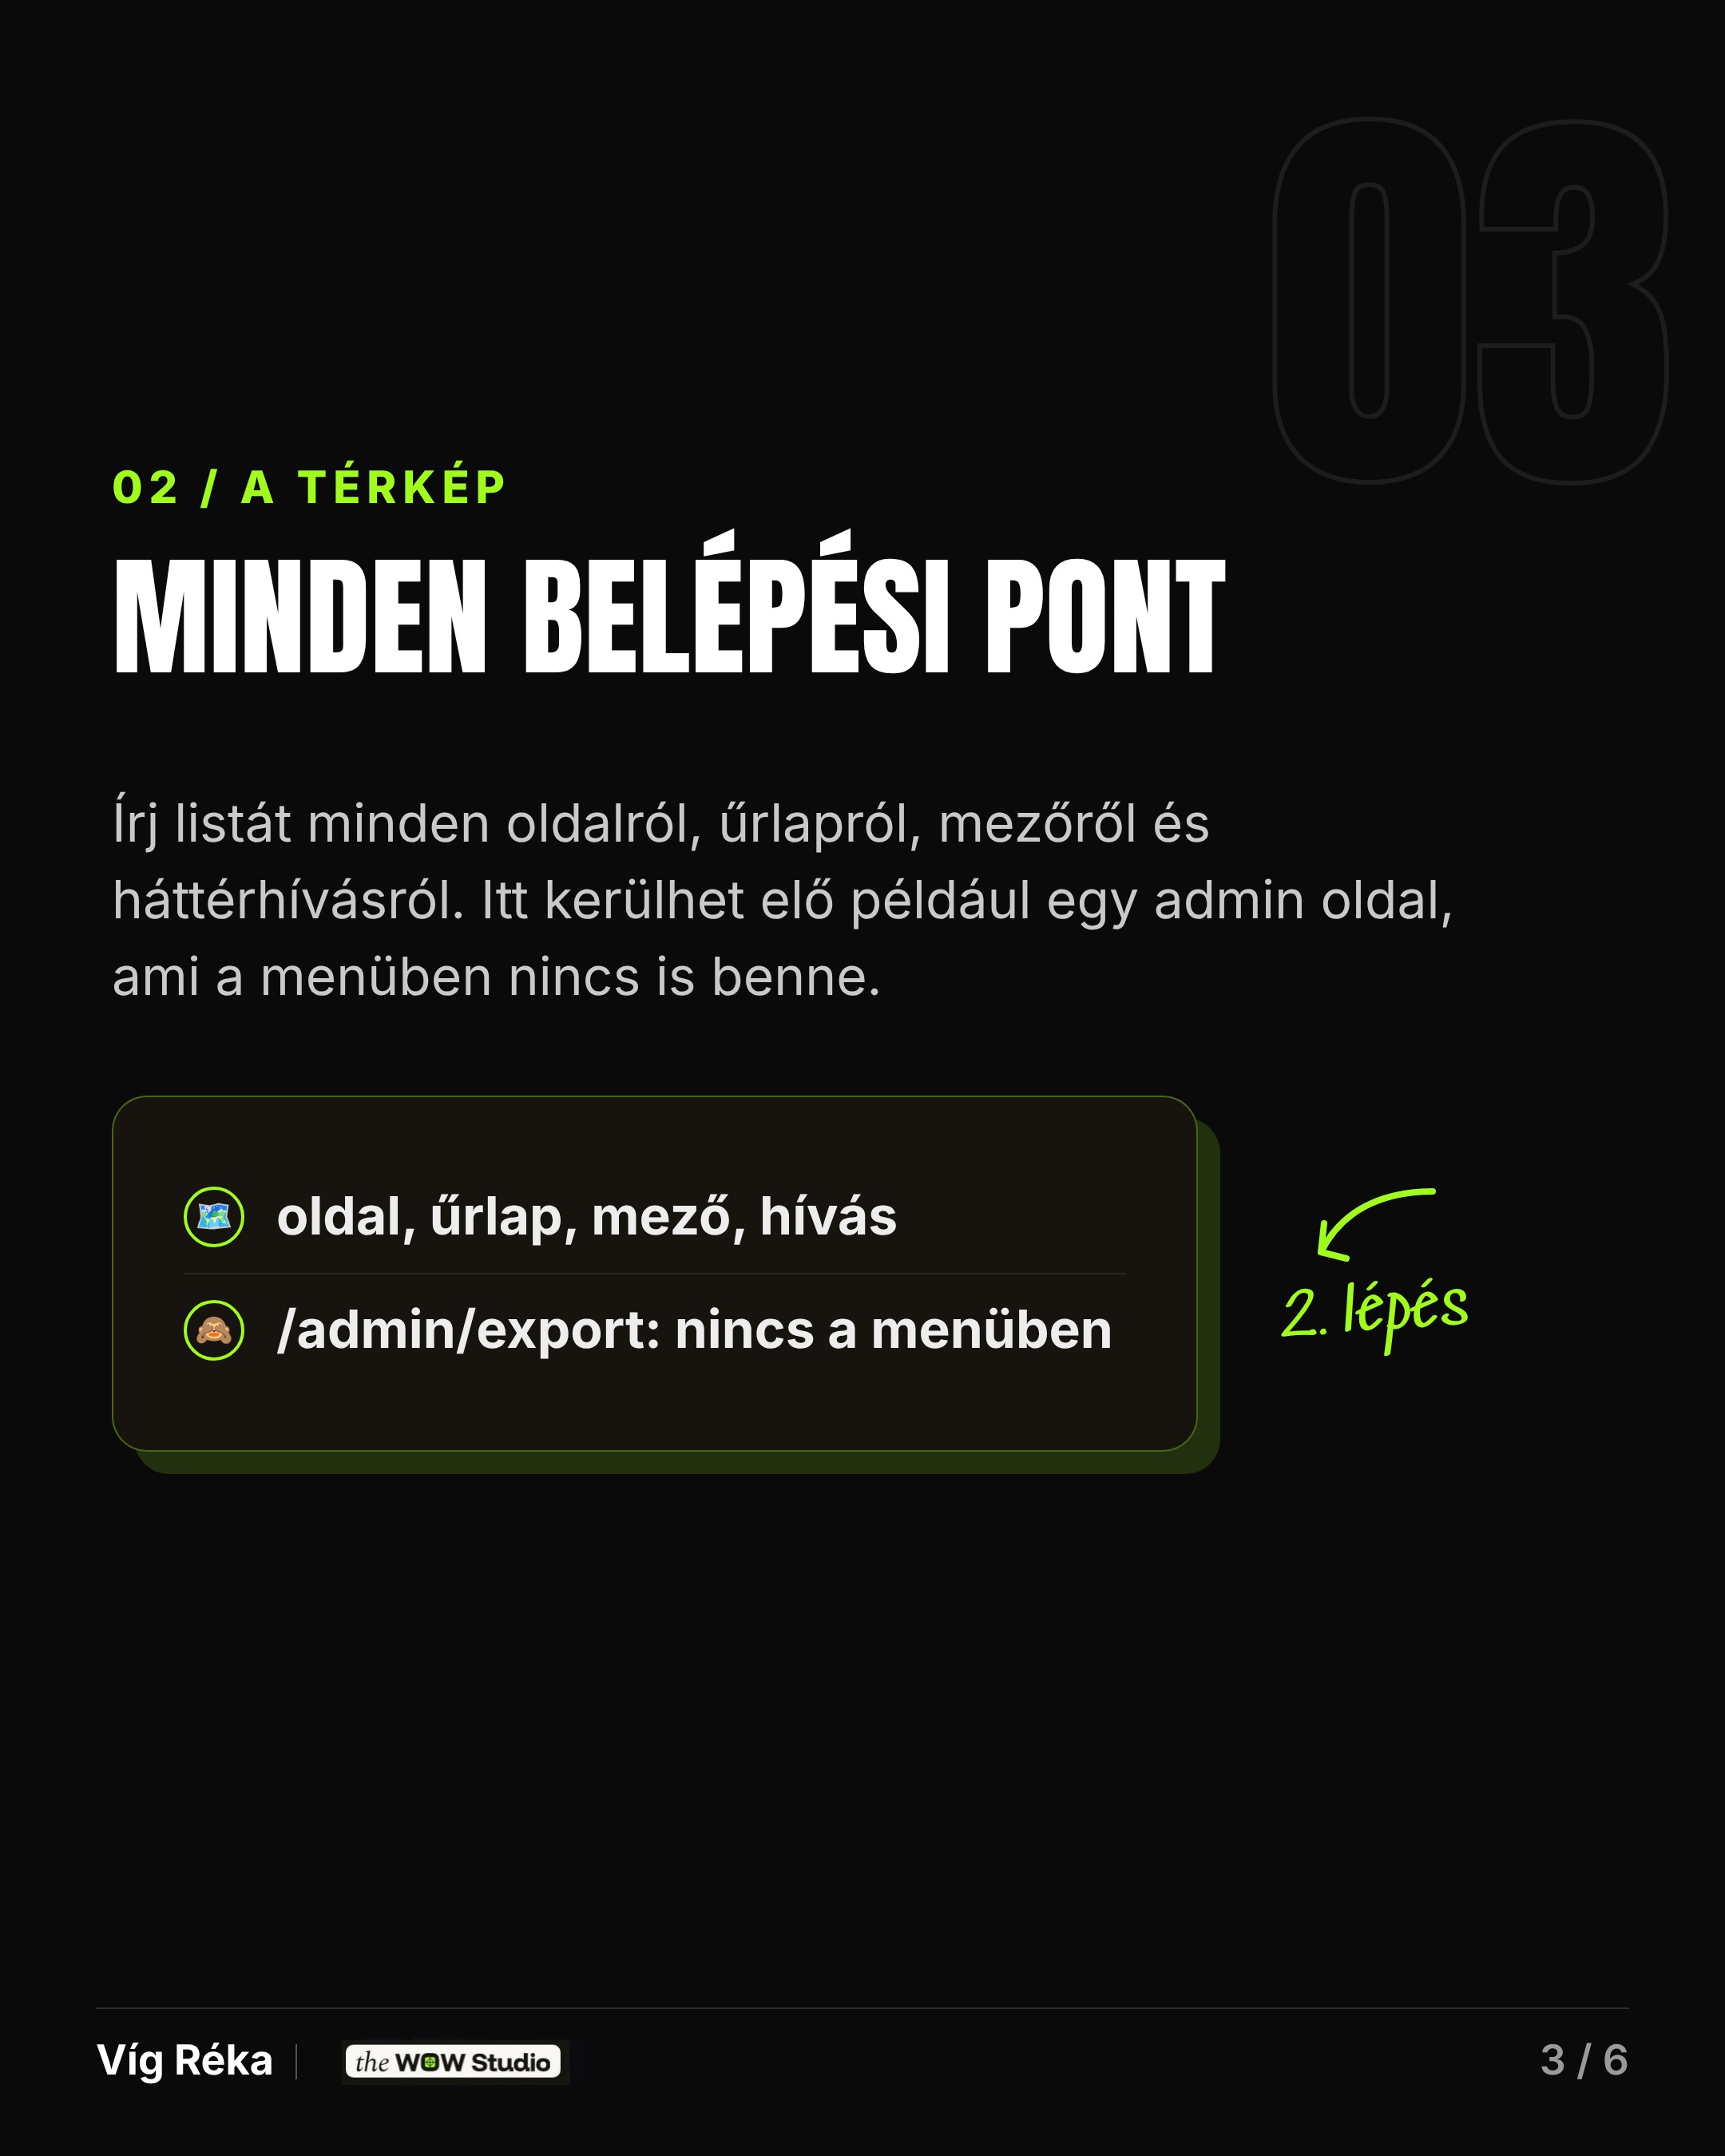 03
02 / A TÉRKÉP
MINDEN BELÉPÉSI PONT
Írj listát minden oldalról, űrlapról, mezőről és
háttérhívásról. Itt kerülhet elő például egy admin oldal,
ami a menüben nincs is benne.
oldal, űrlap, mező, hívás
/admin/export: nincs a menüben
2. lépés
Víg Réka
the WOW Studio
3 / 6